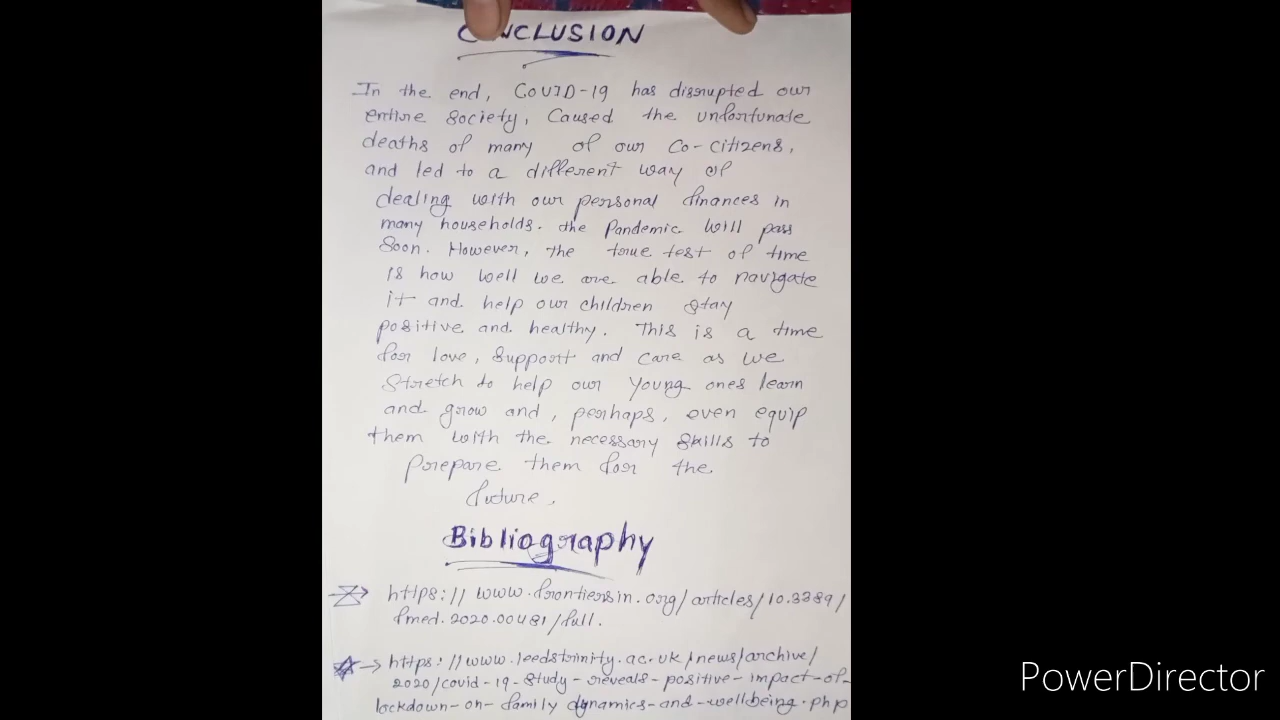 CONCLUSION
In the end, COVID-19 has disrupted our
entire society, caused the unfortunate
deaths of many of our co-citizens,
and led to a different way of
dealing with our personal finances in
many households. the Pandemic will pass
soon. However, the true test of time
is how well we are able to navigate
it and help our children stay
positive and healthy. This is a time
for love, support and care as we
stretch to help our young ones learn
and grow and, perhaps, even equip
them with the necessary skills to
prepare them for the
future.
Bibliography
https://www.frontiersin.org/articles/10.3389/
fmed.2020.00481/full.
https://www.leedstrinity.ac.uk/news/archive/
2020/covid-19-study-reveals-positive-impact-of-
lockdown-on-family dynamics-and-wellbeing.php
PowerDirector